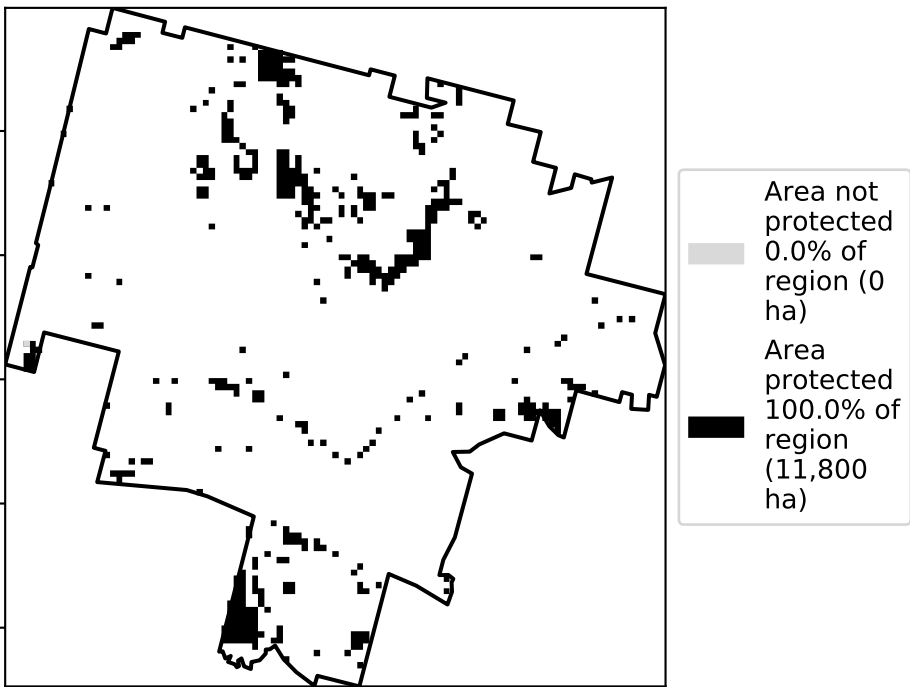 Area not
protected
0.0% of
region (0
ha)
Area
protected
100.0% of
region
(11,800
ha)